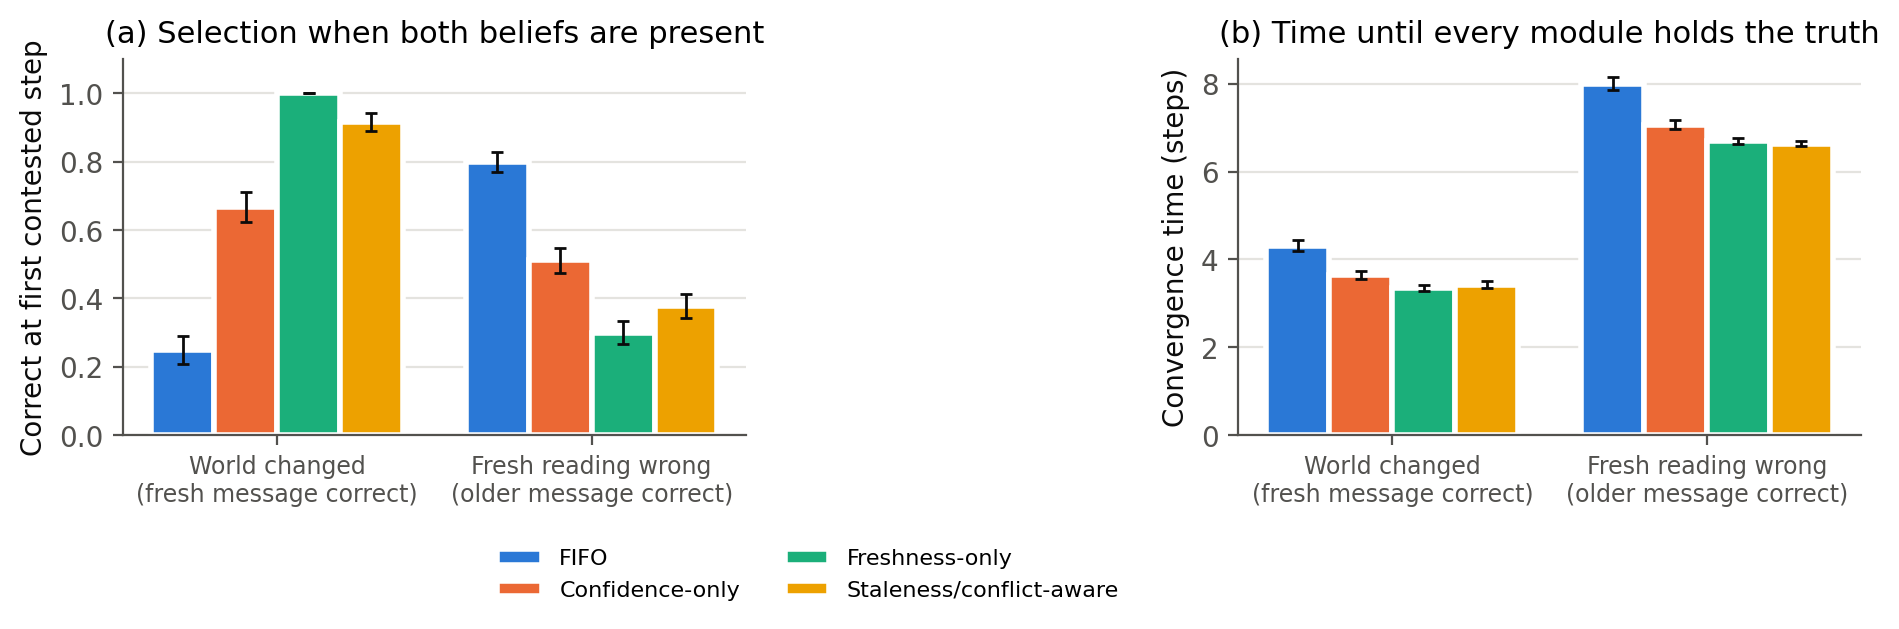 (a) Selection when both beliefs are present
Correct at first contested step
1.0
0.8
0.6
0.4
0.2
0.0
World changed
(fresh message correct)
Fresh reading wrong
(older message correct)
(b) Time until every module holds the truth
Convergence time (steps)
8
6
4
2
0
World changed
(fresh message correct)
Fresh reading wrong
(older message correct)
FIFO
Confidence-only
Freshness-only
Staleness/conflict-aware